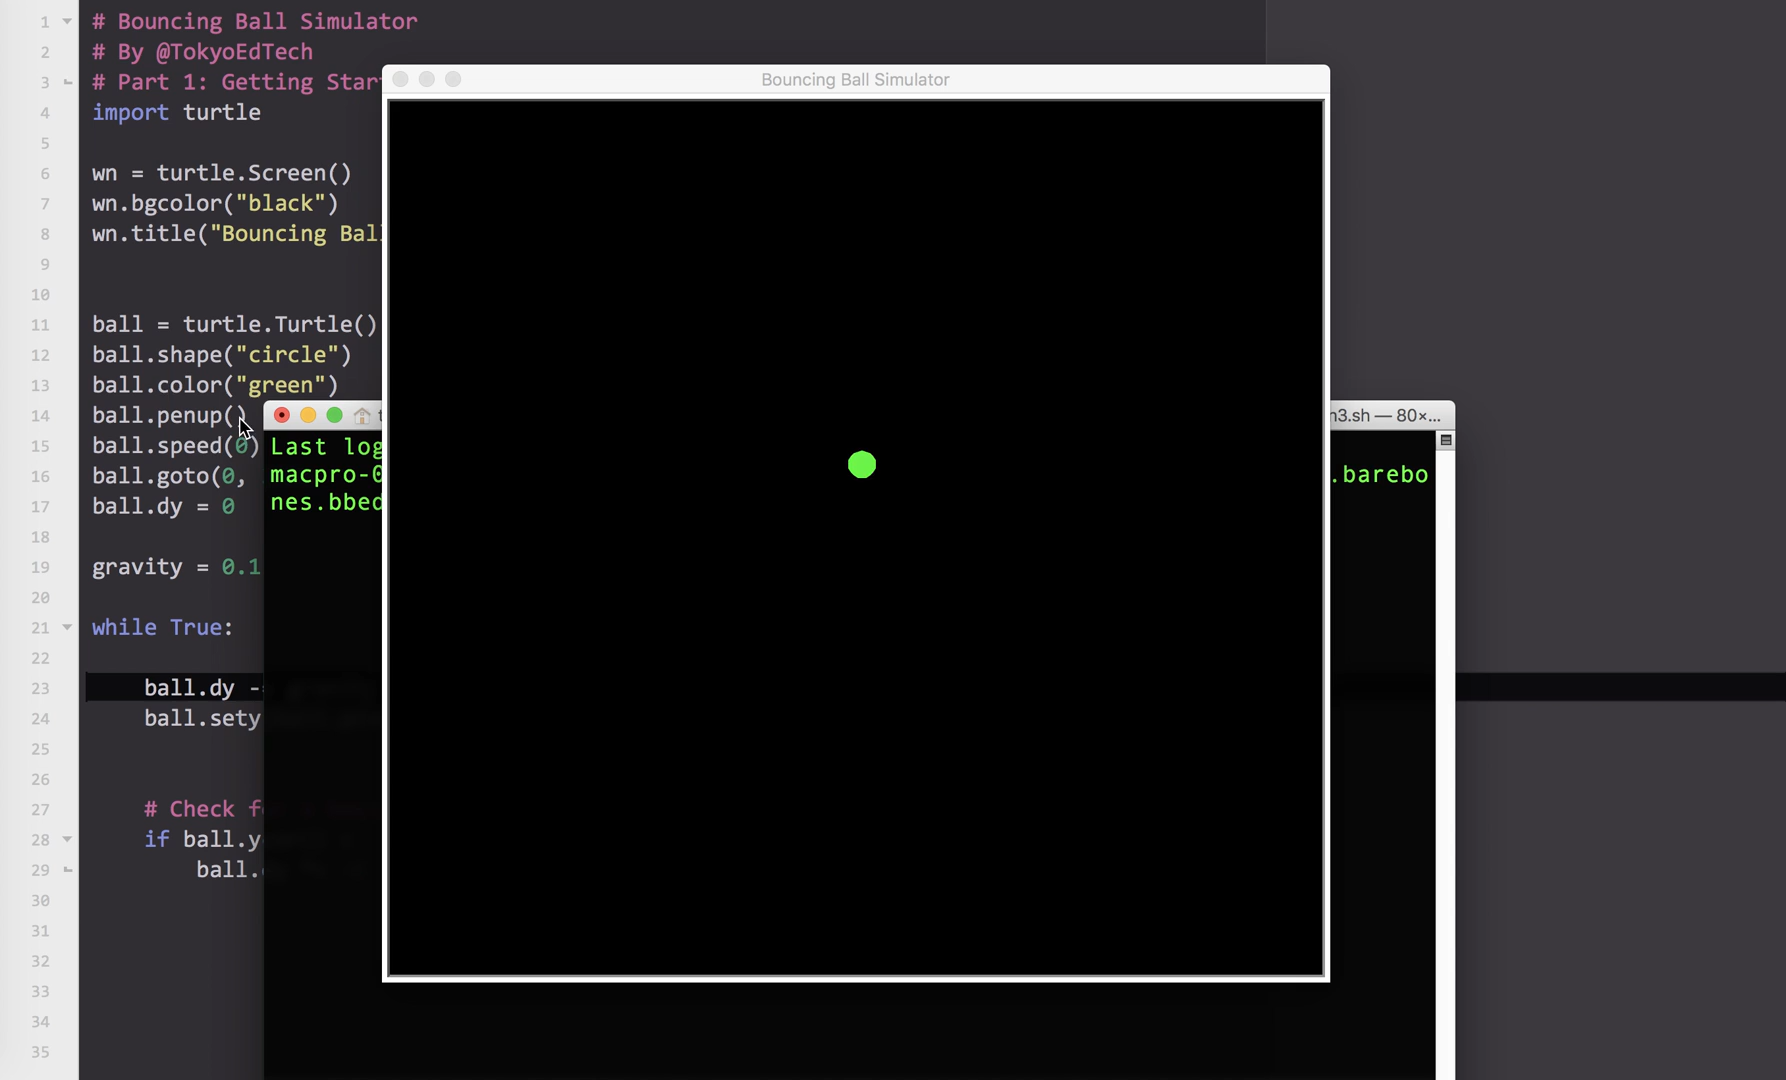 1 # Bouncing Ball Simulator
2 # By @TokyoEdTech
3 # Part 1: Getting Star
4 import turtle
5
6 wn = turtle.Screen()
7 wn.bgcolor("black")
8 wn.title("Bouncing Bal
9
10
11 ball = turtle.Turtle()
12 ball.shape("circle")
13 ball.color("green")
14 ball.penup()
15 ball.speed(0)
16 ball.goto(0,
17 ball.dy = 0
18
19 gravity = 0.1
20
21 while True:
22
23 ball.dy -
24 ball.sety
25
26
27 # Check f
28 if ball.y
29 ball.
30
31
32
33
34
35
Bouncing Ball Simulator
n3.sh — 80×...
Last log
macpro-0 .barebo
nes.bbed